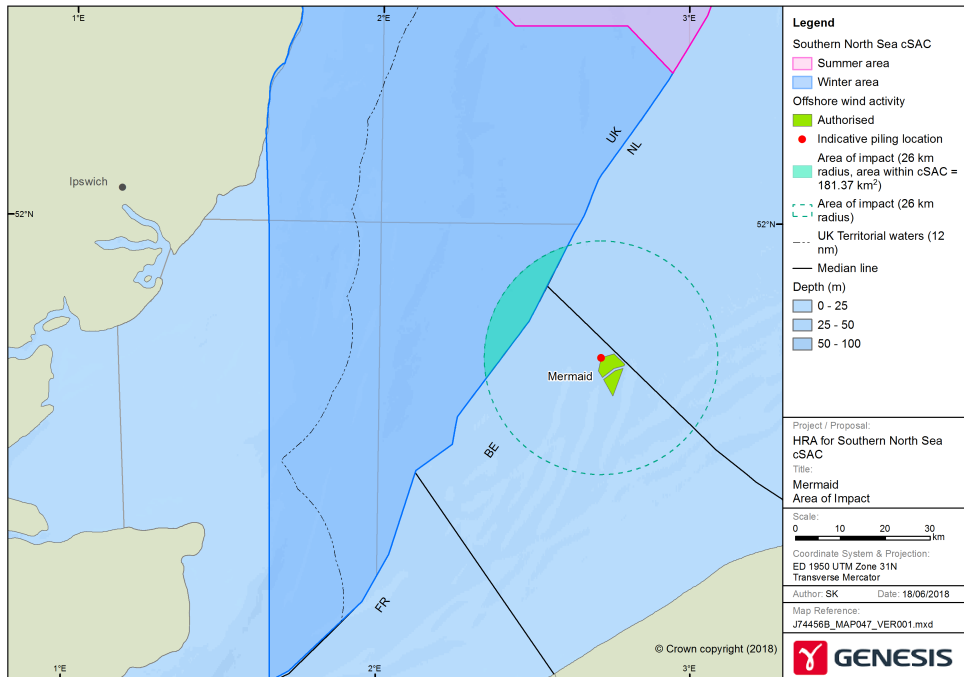 1°E
2°E
3°E
Ipswich
52°N
52°N
UK
NL
Mermaid
BE
FR
© Crown copyright (2018)
1°E
2°E
3°E
Legend
Southern North Sea cSAC
Summer area
Winter area
Offshore wind activity
Authorised
Indicative piling location
Area of impact (26 km
radius, area within cSAC =
181.37 km²)
Area of impact (26 km
radius)
UK Territorial waters (12
nm)
Median line
Depth (m)
0 - 25
25 - 50
50 - 100
Project / Proposal:
HRA for Southern North Sea
cSAC
Title:
Mermaid
Area of Impact
Scale:
0 10 20 30
km
Coordinate System & Projection:
ED 1950 UTM Zone 31N
Transverse Mercator
Author: SK Date: 18/06/2018
Map Reference:
J74456B_MAP047_VER001.mxd
GENESIS